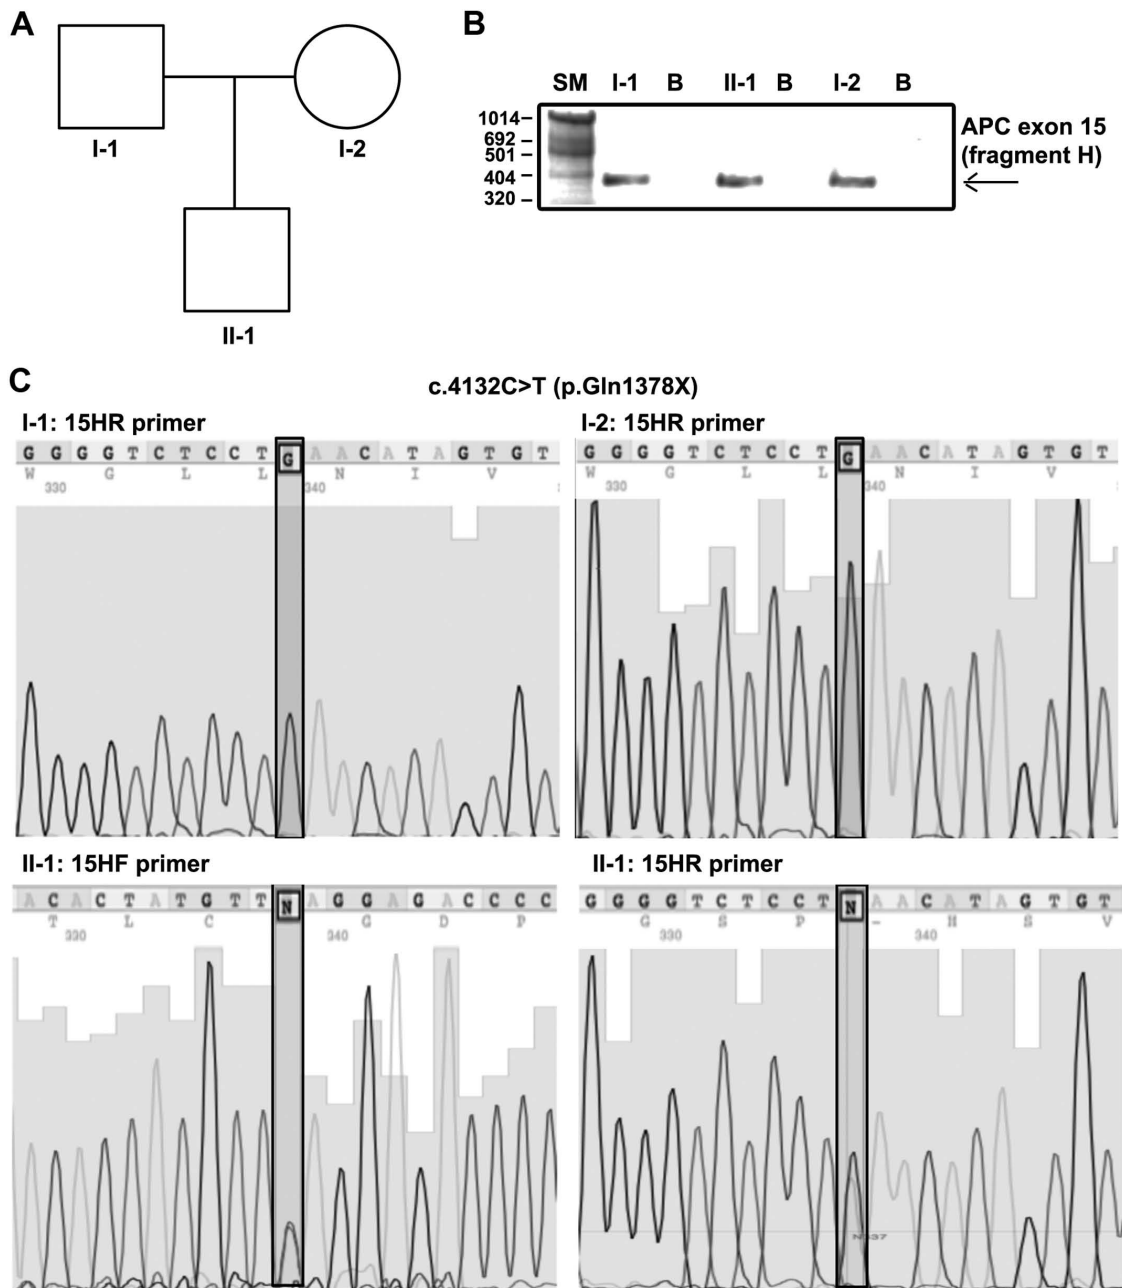 A
I-1
I-2
II-1
B
SM I-1 B II-1 B I-2 B
1014
692
501
404
320
APC exon 15
(fragment H)
C
c.4132C>T (p.Gln1378X)
I-1: 15HR primer
G G G G T C T C C T G A A C A T A G T G T
W G L L N I V
330 340
I-2: 15HR primer
G G G G T C T C C T G A A C A T A G T G T
W G L L N I V
330 340
II-1: 15HF primer
A C A C T A T G T T N A G G A G A C C C C
T L C G D P
330 340
II-1: 15HR primer
G G G G T C T C C T N A A C A T A G T G T
G S P - H S V
330 340